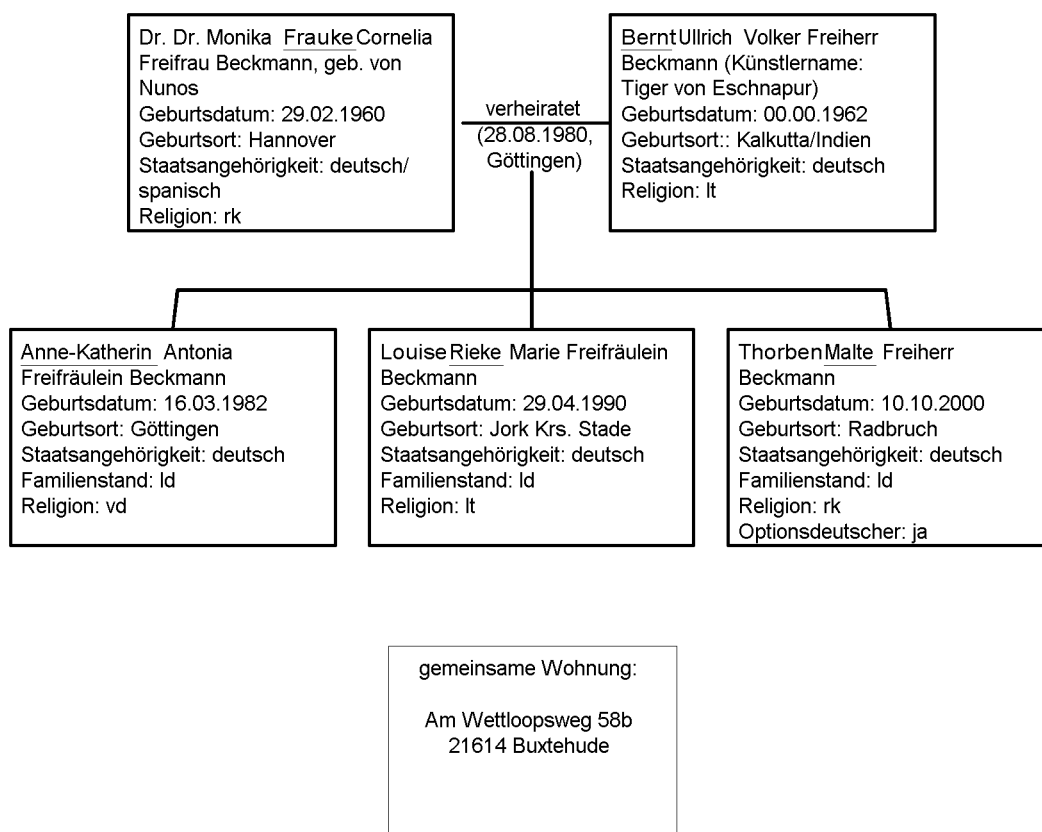 Dr. Dr. Monika Frauke Cornelia
Freifrau Beckmann, geb. von
Nunos
Geburtsdatum: 29.02.1960
Geburtsort: Hannover
Staatsangehörigkeit: deutsch/
spanisch
Religion: rk
verheiratet
(28.08.1980,
Göttingen)
Bernt Ullrich Volker Freiherr
Beckmann (Künstlername:
Tiger von Eschnapur)
Geburtsdatum: 00.00.1962
Geburtsort:: Kalkutta/Indien
Staatsangehörigkeit: deutsch
Religion: lt
Anne-Katherin Antonia
Freifräulein Beckmann
Geburtsdatum: 16.03.1982
Geburtsort: Göttingen
Staatsangehörigkeit: deutsch
Familienstand: ld
Religion: vd
Louise Rieke Marie Freifräulein
Beckmann
Geburtsdatum: 29.04.1990
Geburtsort: Jork Krs. Stade
Staatsangehörigkeit: deutsch
Familienstand: ld
Religion: lt
Thorben Malte Freiherr
Beckmann
Geburtsdatum: 10.10.2000
Geburtsort: Radbruch
Staatsangehörigkeit: deutsch
Familienstand: ld
Religion: rk
Optionsdeutscher: ja
gemeinsame Wohnung:
Am Wettloopsweg 58b
21614 Buxtehude